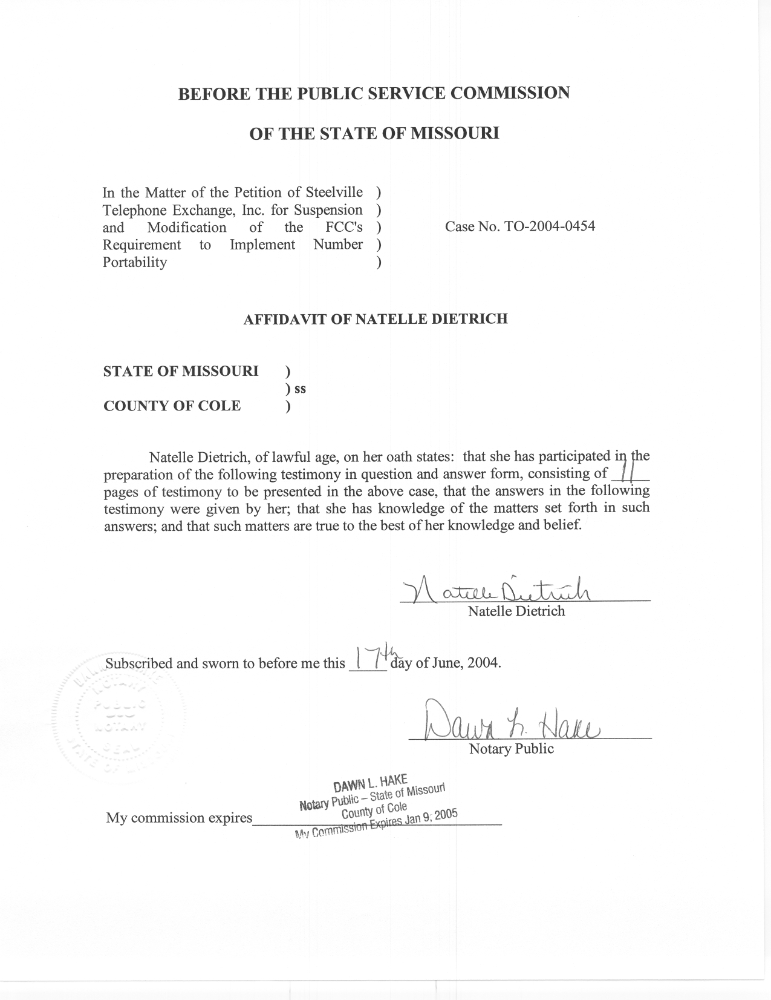 BEFORE THE PUBLIC SERVICE COMMISSION
OF THE STATE OF MISSOURI
In the Matter of the Petition of Steelville )
Telephone Exchange, Inc. for Suspension )
and Modification of the FCC's )
Case No. TO-2004-0454
Requirement to Implement Number )
Portability )
AFFIDAVIT OF NATELLE DIETRICH
STATE OF MISSOURI )
) ss
COUNTY OF COLE )
Natelle Dietrich, of lawful age, on her oath states: that she has participated in the
preparation of the following testimony in question and answer form, consisting of 11
pages of testimony to be presented in the above case, that the answers in the following
testimony were given by her; that she has knowledge of the matters set forth in such
answers; and that such matters are true to the best of her knowledge and belief.
Natelle Dietrich
Natelle Dietrich
Subscribed and sworn to before me this 17th day of June, 2004.
NOTARY
PUBLIC
NOTARY
SEAL
STATE OF
Dawn L. Hake
Notary Public
DAWN L. HAKE
Notary Public – State of Missouri
County of Cole
My Commission Expires Jan 9, 2005
My commission expires